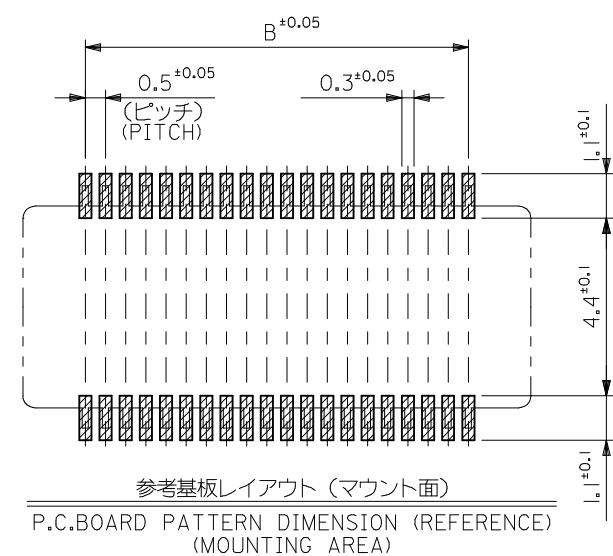 B±0.05
0.5±0.05
(ピッチ)
(PITCH)
0.3±0.05
1.1±0.1
4.4±0.1
1.1±0.1
参考基板レイアウト (マウント面)
P.C.BOARD PATTERN DIMENSION (REFERENCE)
(MOUNTING AREA)